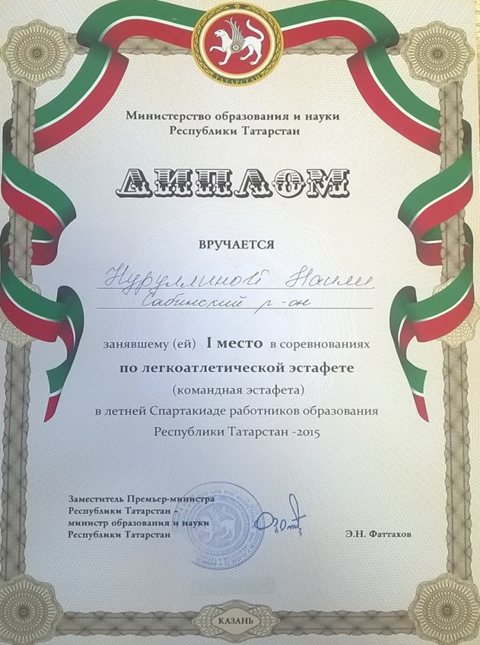 ТАТАРСТАН
Министерство образования и науки
Республики Татарстан
ДИПЛОМ
ВРУЧАЕТСЯ
Нуруллиной Наиле
Сабинский р-он
занявшему (ей) I место в соревнованиях
по легкоатлетической эстафете
(командная эстафета)
в летней Спартакиаде работников образования
Республики Татарстан -2015
Заместитель Премьер-министра
Республики Татарстан –
министр образования и науки
Республики Татарстан
Э.Н. Фаттахов
КАЗАНЬ